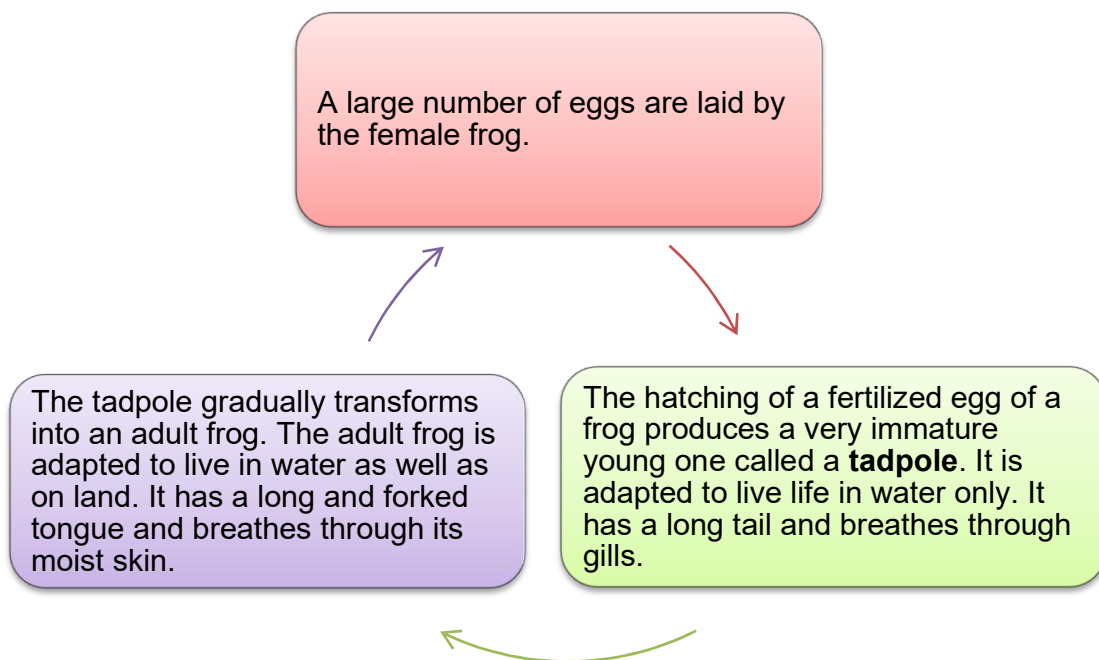 A large number of eggs are laid by
the female frog.
The hatching of a fertilized egg of a
frog produces a very immature
young one called a tadpole. It is
adapted to live life in water only. It
has a long tail and breathes through
gills.
The tadpole gradually transforms
into an adult frog. The adult frog is
adapted to live in water as well as
on land. It has a long and forked
tongue and breathes through its
moist skin.